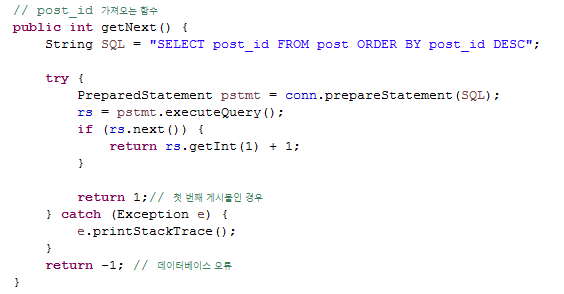 // post_id 가져오는 함수
public int getNext() {
    String SQL = "SELECT post_id FROM post ORDER BY post_id DESC";

    try {
        PreparedStatement pstmt = conn.prepareStatement(SQL);
        rs = pstmt.executeQuery();
        if (rs.next()) {
            return rs.getInt(1) + 1;
        }

        return 1;// 첫 번째 게시물인 경우
    } catch (Exception e) {
        e.printStackTrace();
    }
    return -1; // 데이터베이스 오류
}